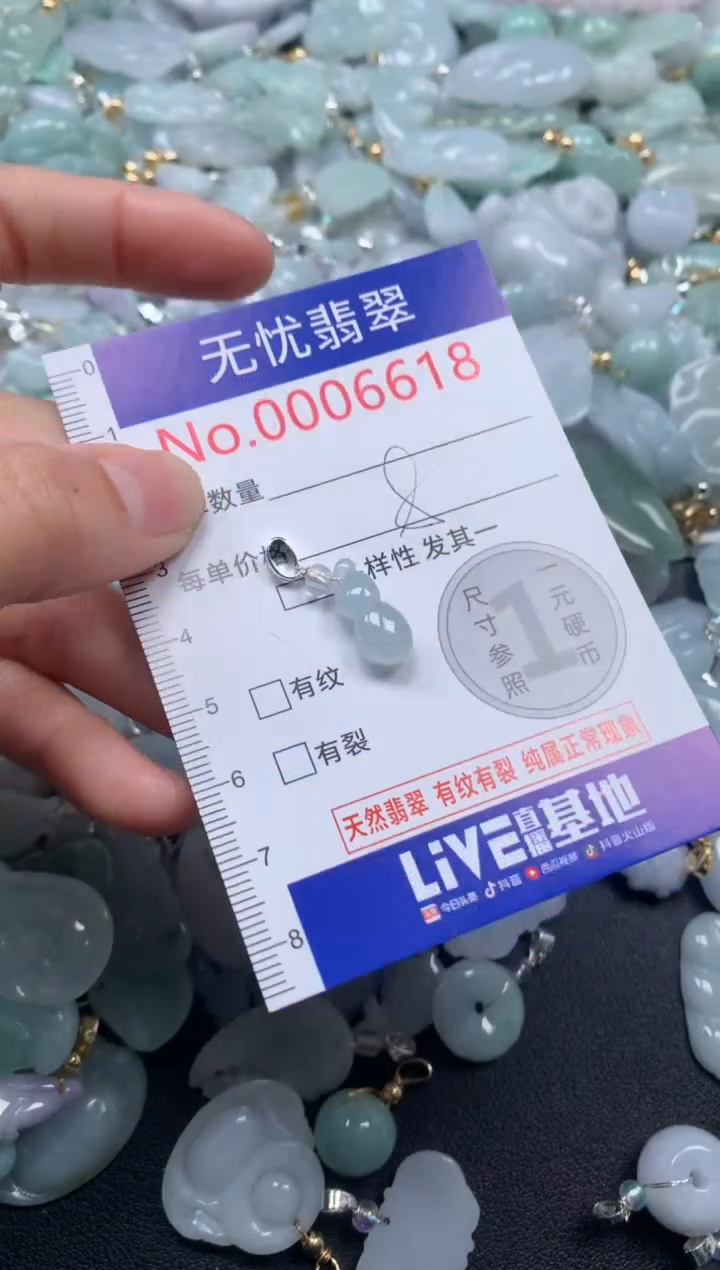 无忧翡翠
No.0006618
数量
每单价
样性 发其一
有纹
有裂
尺寸参照
1
一元硬币
天然翡翠 有纹有裂 纯属正常现象
LiVE直播基地
今日头条 抖音 西瓜视频 抖音火山版
0
1
3
4
5
6
7
8